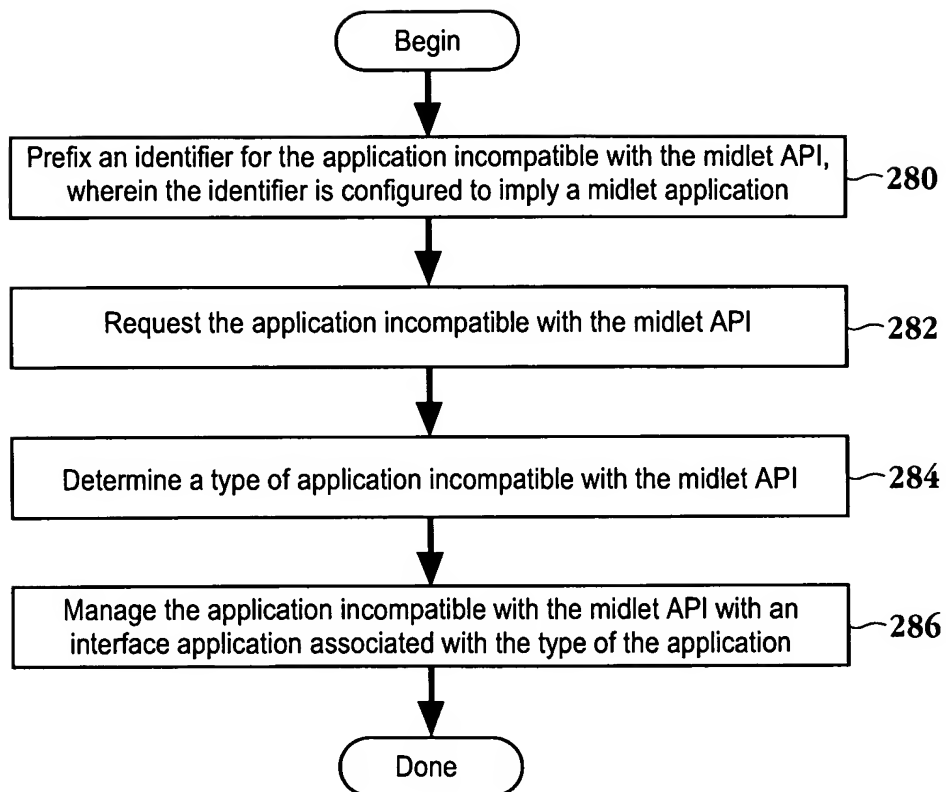 Begin
Prefix an identifier for the application incompatible with the midlet API,
wherein the identifier is configured to imply a midlet application
280
Request the application incompatible with the midlet API
282
Determine a type of application incompatible with the midlet API
284
Manage the application incompatible with the midlet API with an
interface application associated with the type of the application
286
Done